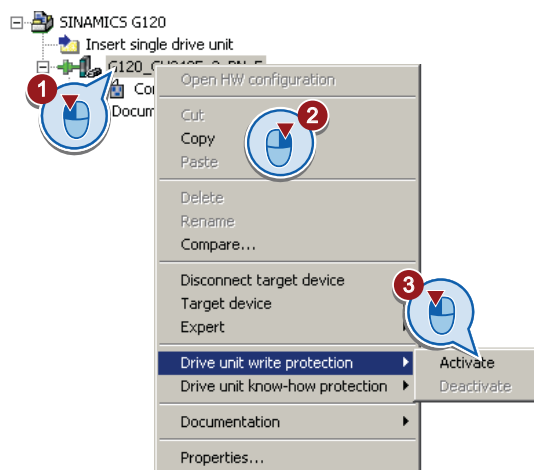 SINAMICS G120
Insert single drive unit
Open HW configuration
1
Cut
2
Copy
Paste
Delete
Rename
Compare...
Disconnect target device
3
Target device
Expert
Drive unit write protection
Activate
Drive unit know-how protection
Deactivate
Documentation
Properties...